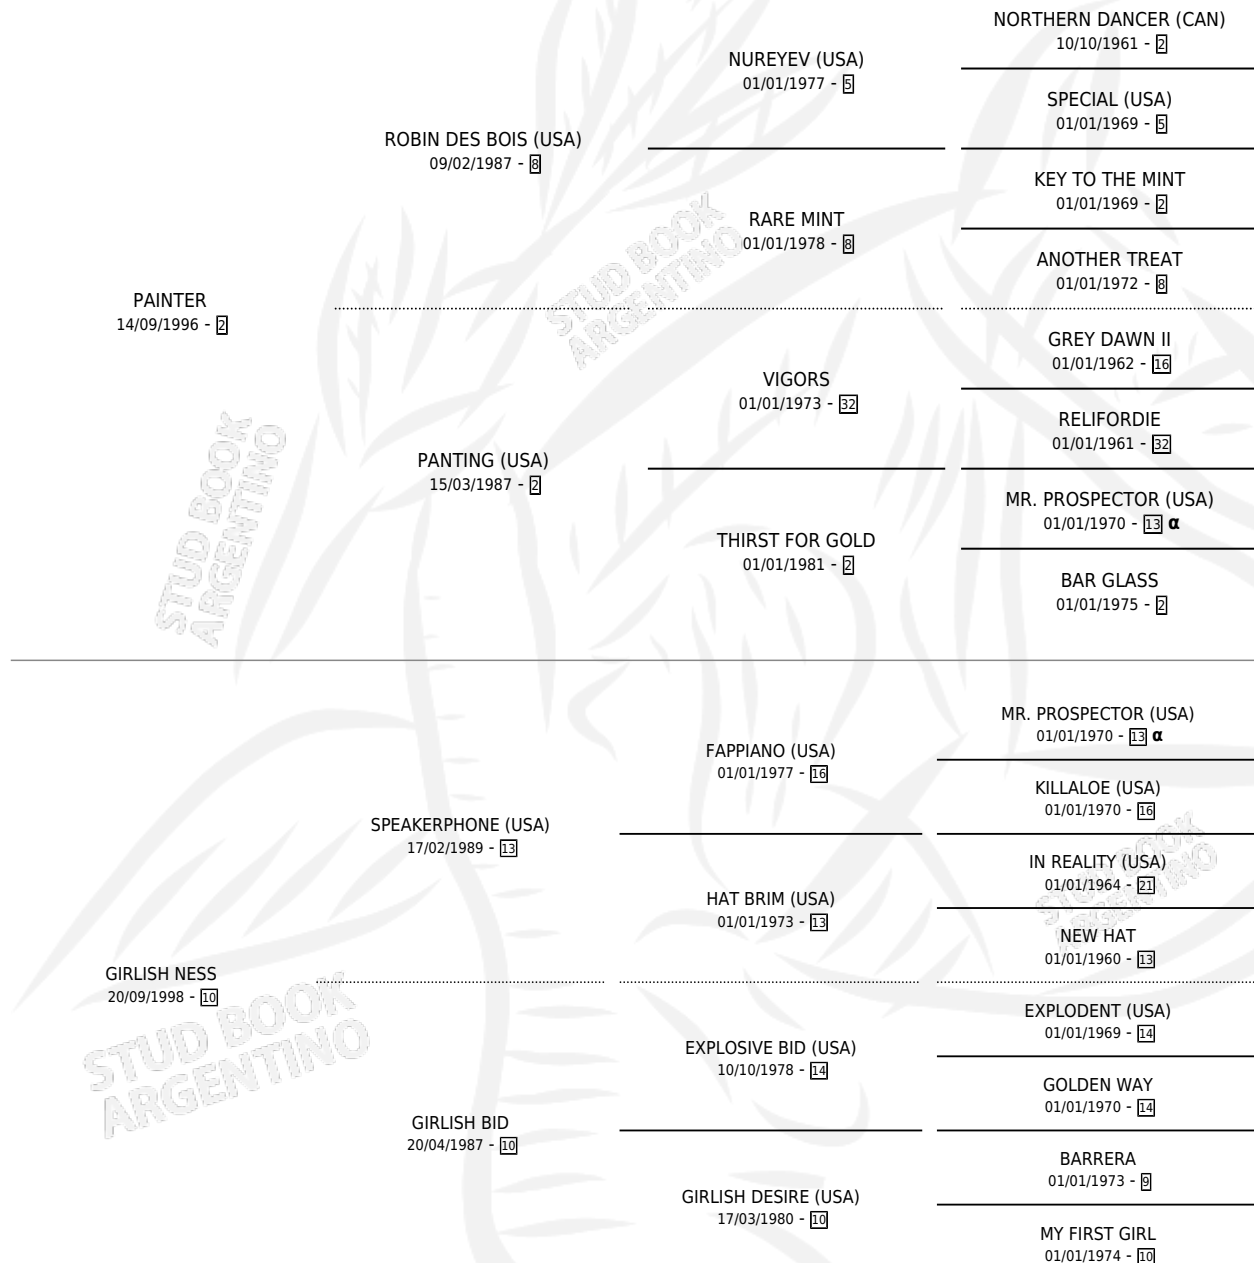 NORTHERN DANCER (CAN)
10/10/1961 - 2
NUREYEV (USA)
01/01/1977 - 5
SPECIAL (USA)
01/01/1969 - 5
ROBIN DES BOIS (USA)
09/02/1987 - 8
KEY TO THE MINT
01/01/1969 - 2
RARE MINT
01/01/1978 - 8
ANOTHER TREAT
01/01/1972 - 8
PAINTER
14/09/1996 - 2
GREY DAWN II
01/01/1962 - 16
VIGORS
01/01/1973 - 32
RELIFORDIE
01/01/1961 - 32
PANTING (USA)
15/03/1987 - 2
MR. PROSPECTOR (USA)
01/01/1970 - 13 α
THIRST FOR GOLD
01/01/1981 - 2
BAR GLASS
01/01/1975 - 2
MR. PROSPECTOR (USA)
01/01/1970 - 13 α
FAPPIANO (USA)
01/01/1977 - 16
KILLALOE (USA)
01/01/1970 - 16
SPEAKERPHONE (USA)
17/02/1989 - 13
IN REALITY (USA)
01/01/1964 - 21
HAT BRIM (USA)
01/01/1973 - 13
NEW HAT
01/01/1960 - 13
GIRLISH NESS
20/09/1998 - 10
EXPLODENT (USA)
01/01/1969 - 14
EXPLOSIVE BID (USA)
10/10/1978 - 14
GOLDEN WAY
01/01/1970 - 14
GIRLISH BID
20/04/1987 - 10
BARRERA
01/01/1973 - 9
GIRLISH DESIRE (USA)
17/03/1980 - 10
MY FIRST GIRL
01/01/1974 - 10
STUD BOOK
ARGENTINO
STUD BOOK
ARGENTINO
STUD BOOK
ARGENTINO
STUD BOOK
ARGENTINO